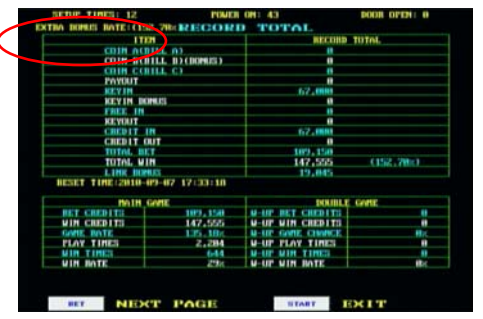 SETUP TIMES: 12 POWER ON: 43 DOOR OPEN: 0
EXTRA BONUS RATE:(152.70%) RECORD TOTAL
ITEM RECORD TOTAL
COIN A(BILL A) 0
COIN B(BILL B)(BONUS) 0
COIN C(BILL C) 0
PAYOUT 0
KEYIN 67,000
KEYIN BONUS 0
FREE IN 0
KEYOUT 0
CREDIT IN 67,000
CREDIT OUT 0
TOTAL BET 109,150
TOTAL WIN 147,555 (152.70%)
LINK BONUS 19,045
RESET TIME:2010-09-07 17:33:18
MAIN GAME DOUBLE GAME
BET CREDITS 109,150 W-UP BET CREDITS 0
WIN CREDITS 147,555 W-UP WIN CREDITS 0
GAME RATE 135.18% W-UP GAME CHANCE 0%
PLAY TIMES 2,204 W-UP PLAY TIMES 0
WIN TIMES 644 W-UP WIN TIMES 0
WIN RATE 29% W-UP WIN RATE 0%
BET NEXT PAGE START EXIT